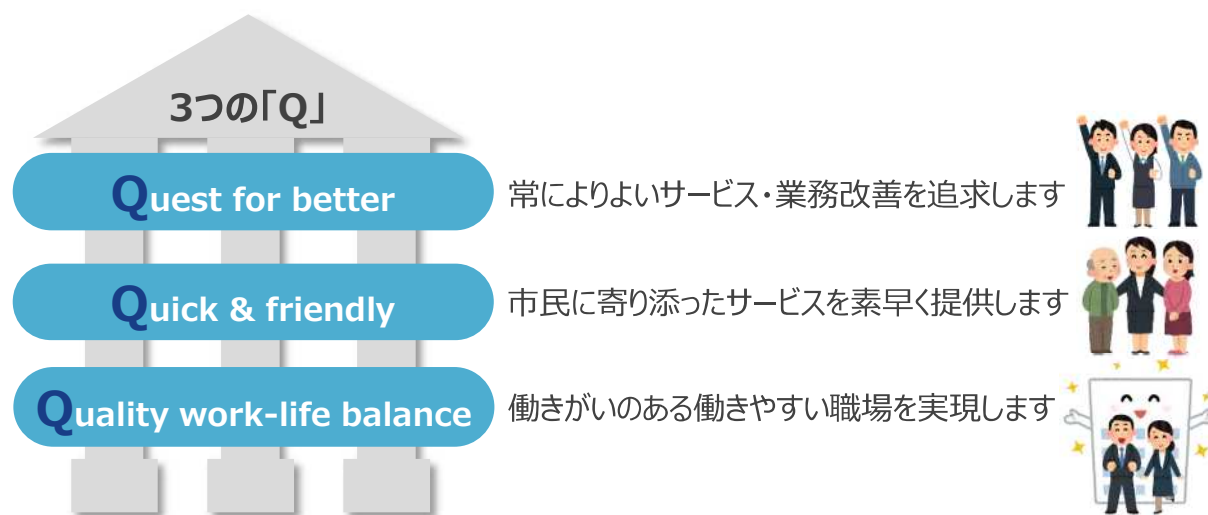 3つの「Q」
Quest for better
常によりよいサービス・業務改善を追求します
Quick & friendly
市民に寄り添ったサービスを素早く提供します
Quality work-life balance
働きがいのある働きやすい職場を実現します